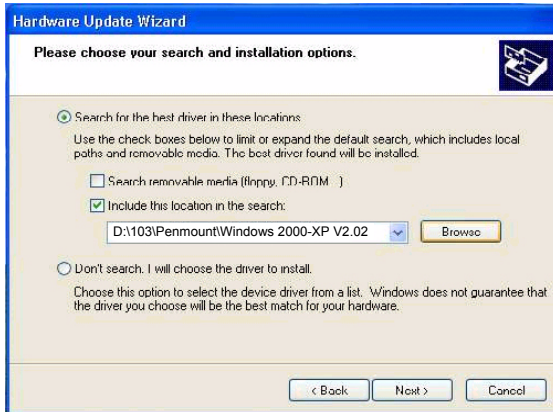 Hardware Update Wizard
Please choose your search and installation options.
Search for the best driver in these locations
Use the check boxes below to limit or expand the default search, which includes local
paths and removable media. The best driver found will be installed.
Search removable media (floppy, CD-ROM...)
Include this location in the search:
D:\103\Penmount\Windows 2000-XP V2.02
Browse
Don't search. I will choose the driver to install.
Choose this option to select the device driver from a list. Windows does not guarantee that
the driver you choose will be the best match for your hardware.
< Back
Next >
Cancel